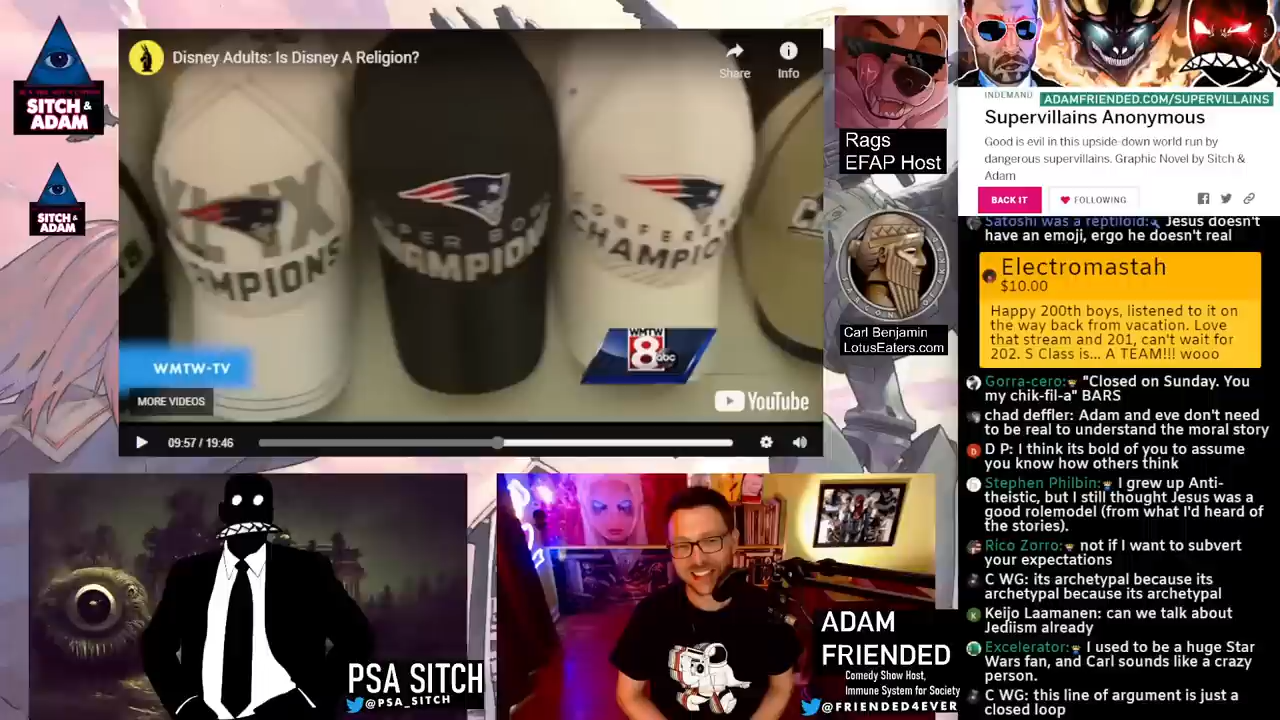 Disney Adults: Is Disney A Religion?
Share
Info
XLIX
CHAMPIONS
SUPER BOWL
CHAMPIONS
CONFERENCE
CHAMPIONS
WMTW
8
abc
WMTW-TV
MORE VIDEOS
YouTube
09:57 / 19:46
SITCH &
ADAM
SITCH &
ADAM
Rags
EFAP Host
Carl Benjamin
LotusEaters.com
INDEMAND
ADAMFRIENDED.COM/SUPERVILLAINS
Supervillains Anonymous
Good is evil in this upside-down world run by
dangerous supervillains. Graphic Novel by Sitch &
Adam
BACK IT
FOLLOWING
Satoshi was a reptiloid: Jesus doesn't
have an emoji, ergo he doesn't real
Electromastah
$10.00
Happy 200th boys, listened to it on
the way back from vacation. Love
that stream and 201, can't wait for
202. S Class is... A TEAM!!! wooo
Gorra-cero: "Closed on Sunday. You
my chik-fil-a" BARS
chad deffler: Adam and eve don't need
to be real to understand the moral story
D P: I think its bold of you to assume
you know how others think
Stephen Philbin: I grew up Anti-
theistic, but I still thought Jesus was a
good rolemodel (from what I'd heard of
the stories).
Rico Zorro: not if I want to subvert
your expectations
C WG: its archetypal because its
archetypal because its archetypal
Keijo Laamanen: can we talk about
Jediism already
Excelerator: I used to be a huge Star
Wars fan, and Carl sounds like a crazy
person.
C WG: this line of argument is just a
closed loop
PSA SITCH
@PSA_SITCH
ADAM
FRIENDED
Comedy Show Host,
Immune System for Society
@FRIENDED4EVER